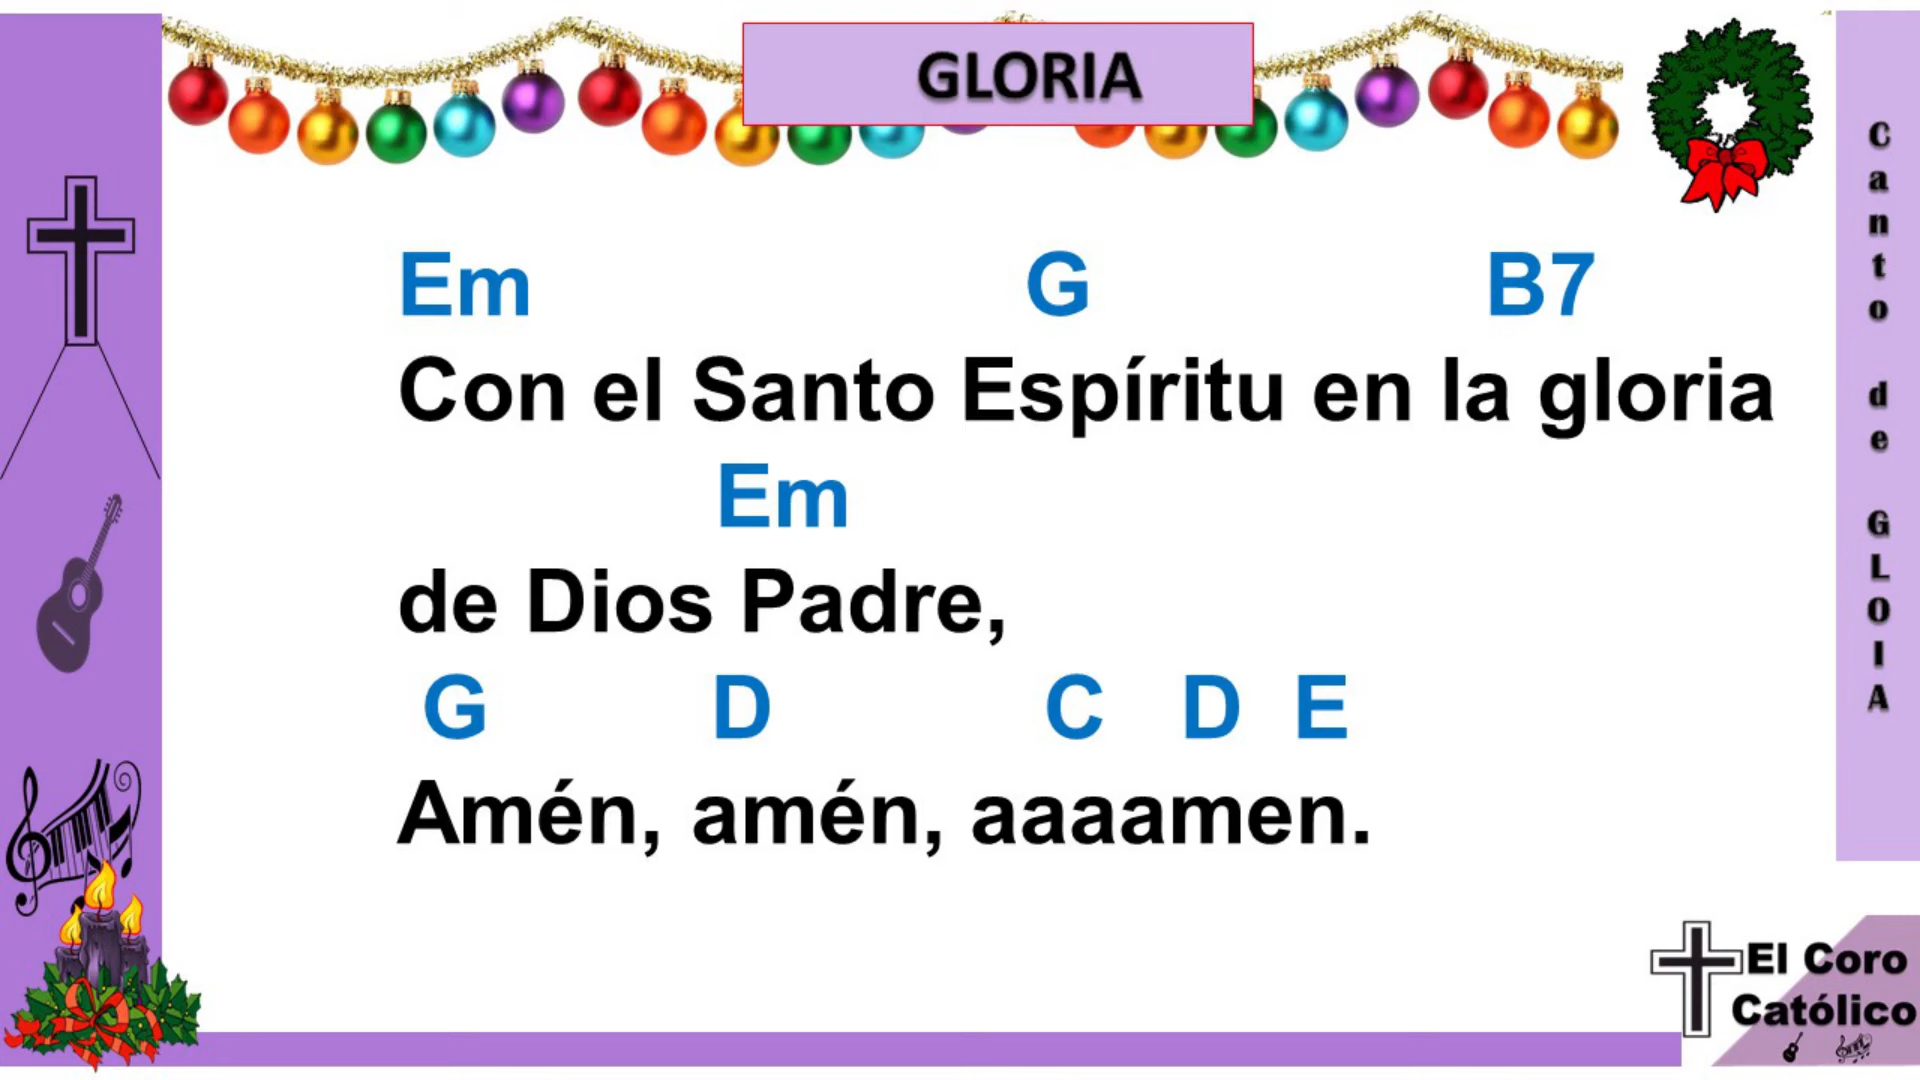 GLORIA
Em G B7
Con el Santo Espíritu en la gloria
Em
de Dios Padre,
G D C D E
Amén, amén, aaaamen.
Canto de GLOIA
El Coro
Católico